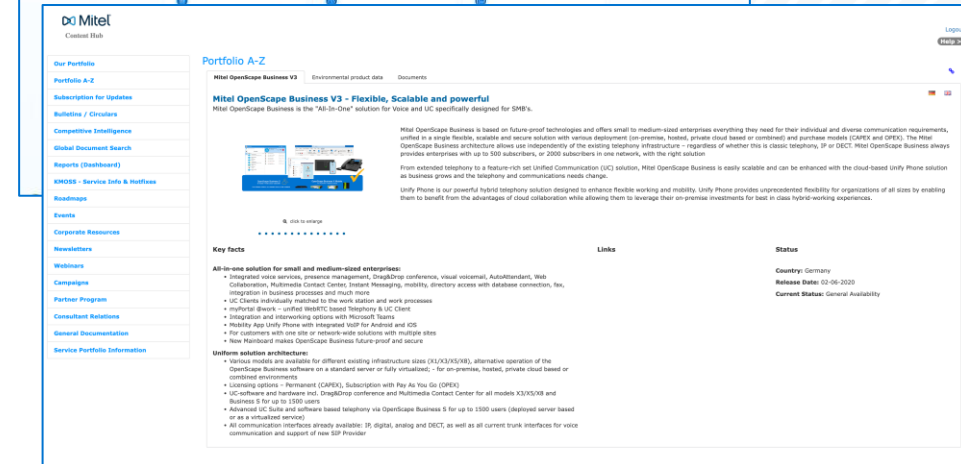 Mitel
Content Hub
Logou
Help >
Our Portfolio
Portfolio A-Z
Subscription for Updates
Bulletins / Circulars
Competitive Intelligence
Global Document Search
Reports (Dashboard)
KMOSS - Service Info & Hotfixes
Roadmaps
Events
Corporate Resources
Newsletters
Webinars
Campaigns
Partner Program
Consultant Relations
General Documentation
Service Portfolio Information
Portfolio A-Z
Mitel OpenScape Business V3 Environmental product data Documents
Mitel OpenScape Business V3 - Flexible, Scalable and powerful
Mitel OpenScape Business is the "All-In-One" solution for Voice and UC specifically designed for SMB's.
Mitel OpenScape Business is based on future-proof technologies and offers small to medium-sized enterprises everything they need for their individual and diverse communication requirements,
unified in a single flexible, scalable and secure solution with various deployment (on-premise, hosted, private cloud based or combined) and purchase models (CAPEX and OPEX). The Mitel
OpenScape Business architecture allows use independently of the existing telephony infrastructure – regardless of whether this is classic telephony, IP or DECT. Mitel OpenScape Business always
provides enterprises with up to 500 subscribers, or 2000 subscribers in one network, with the right solution
From extended telephony to a feature-rich set Unified Communication (UC) solution, Mitel OpenScape Business is easily scalable and can be enhanced with the cloud-based Unify Phone solution
as business grows and the telephony and communications needs change.
Unify Phone is our powerful hybrid telephony solution designed to enhance flexible working and mobility. Unify Phone provides unprecedented flexibility for organizations of all sizes by enabling
them to benefit from the advantages of cloud collaboration while allowing them to leverage their on-premise investments for best in class hybrid-working experiences.
click to enlarge
Key facts
All-in-one solution for small and medium-sized enterprises:
• Integrated voice services, presence management, Drag&Drop conference, visual voicemail, AutoAttendant, Web
Collaboration, Multimedia Contact Center, Instant Messaging, mobility, directory access with database connection, fax,
integration in business processes and much more
• UC Clients individually matched to the work station and work processes
• myPortal @work – unified WebRTC based Telephony & UC Client
• Integration and interworking options with Microsoft Teams
• Mobility App Unify Phone with integrated VoIP for Android and iOS
• For customers with one site or network-wide solutions with multiple sites
• New Mainboard makes OpenScape Business future-proof and secure
Uniform solution architecture:
• Various models are available for different existing infrastructure sizes (X1/X3/X5/X8), alternative operation of the
OpenScape Business software on a standard server or fully virtualized; - for on-premise, hosted, private cloud based or
combined environments
• Licensing options – Permanent (CAPEX), Subscription with Pay As You Go (OPEX)
• UC-software and hardware incl. Drag&Drop conference and Multimedia Contact Center for all models X3/X5/X8 and
Business S for up to 1500 users
• Advanced UC Suite and software based telephony via OpenScape Business S for up to 1500 users (deployed server based
or as a virtualized service)
• All communication interfaces already available: IP, digital, analog and DECT, as well as all current trunk interfaces for voice
communication and support of new SIP Provider
Links
Status
Country: Germany
Release Date: 02-06-2020
Current Status: General Availability